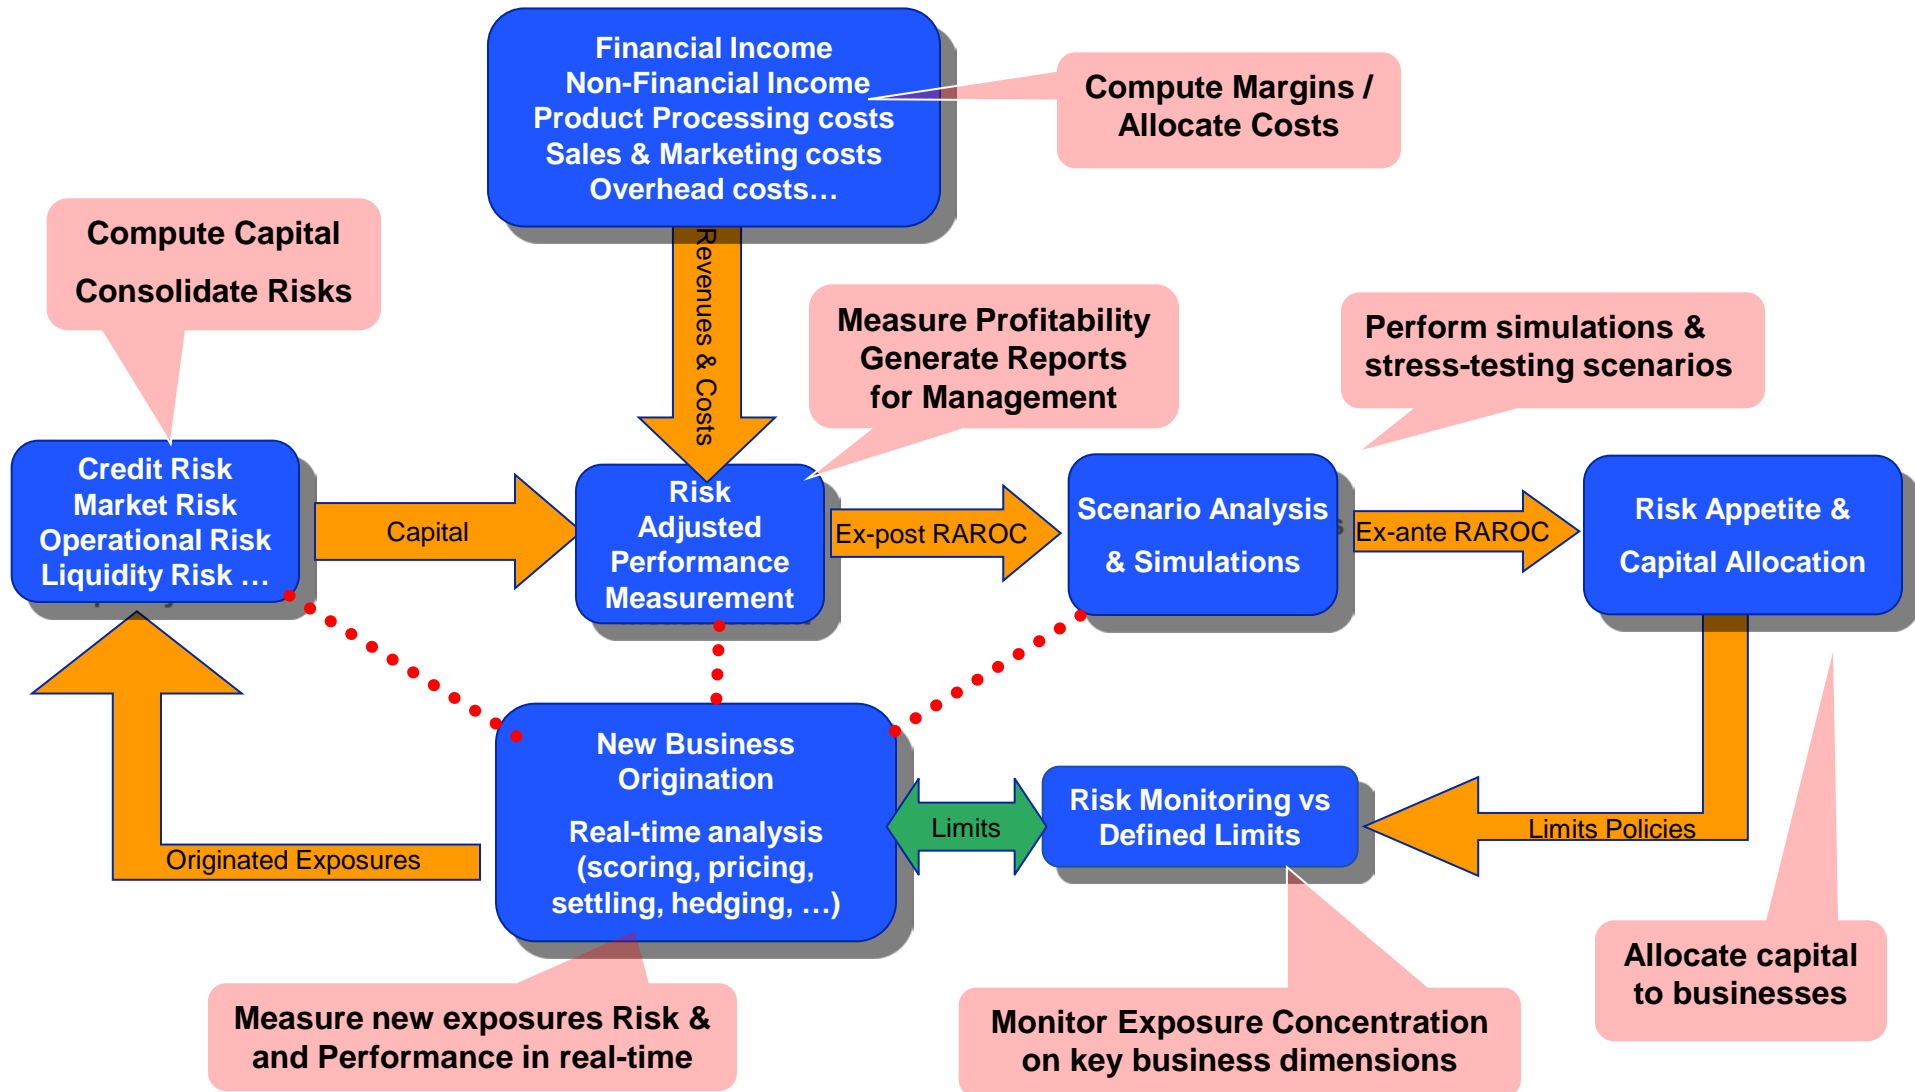 Financial Income
Non-Financial Income
Product Processing costs
Sales & Marketing costs
Overhead costs…
Compute Margins /
Allocate Costs
Compute Capital
Consolidate Risks
Revenues & Costs
Measure Profitability
Generate Reports
for Management
Perform simulations &
stress-testing scenarios
Credit Risk
Market Risk
Operational Risk
Liquidity Risk …
Capital
Risk
Adjusted
Performance
Measurement
Ex-post RAROC
Scenario Analysis
& Simulations
Ex-ante RAROC
Risk Appetite &
Capital Allocation
New Business
Origination
Real-time analysis
(scoring, pricing,
settling, hedging, …)
Limits
Risk Monitoring vs
Defined Limits
Limits Policies
Originated Exposures
Allocate capital
to businesses
Measure new exposures Risk &
and Performance in real-time
Monitor Exposure Concentration
on key business dimensions